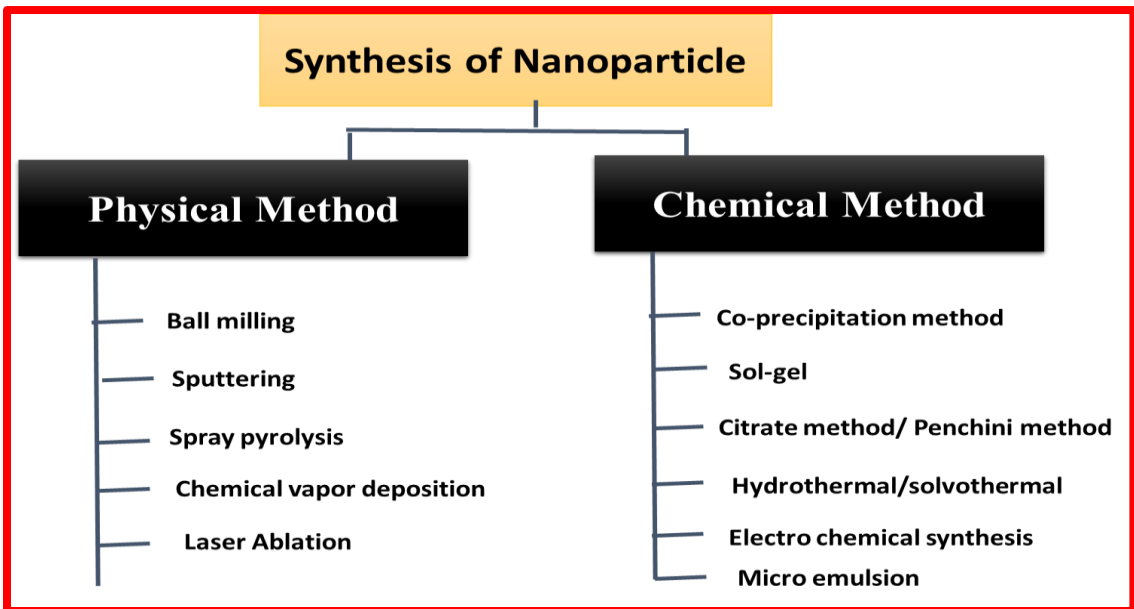 Synthesis of Nanoparticle
Physical Method
Ball milling
Sputtering
Spray pyrolysis
Chemical vapor deposition
Laser Ablation
Chemical Method
Co-precipitation method
Sol-gel
Citrate method/ Penchini method
Hydrothermal/solvothermal
Electro chemical synthesis
Micro emulsion